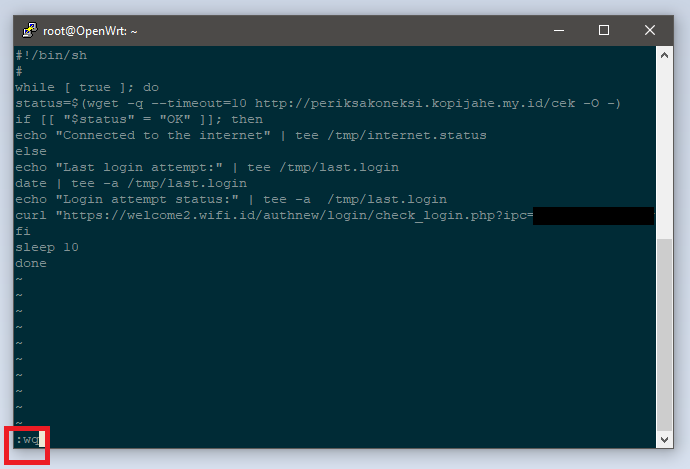 root@OpenWrt: ~
#!/bin/sh
#
while [ true ]; do
status=$(wget -q --timeout=10 http://periksakoneksi.kopijahe.my.id/cek -O -)
if [[ "$status" = "OK" ]]; then
echo "Connected to the internet" | tee /tmp/internet.status
else
echo "Last login attempt:" | tee /tmp/last.login
date | tee -a /tmp/last.login
echo "Login attempt status:" | tee -a  /tmp/last.login
curl "https://welcome2.wifi.id/authnew/login/check_login.php?ipc=
fi
sleep 10
done
~
~
~
~
~
~
~
~
~
~
:wq